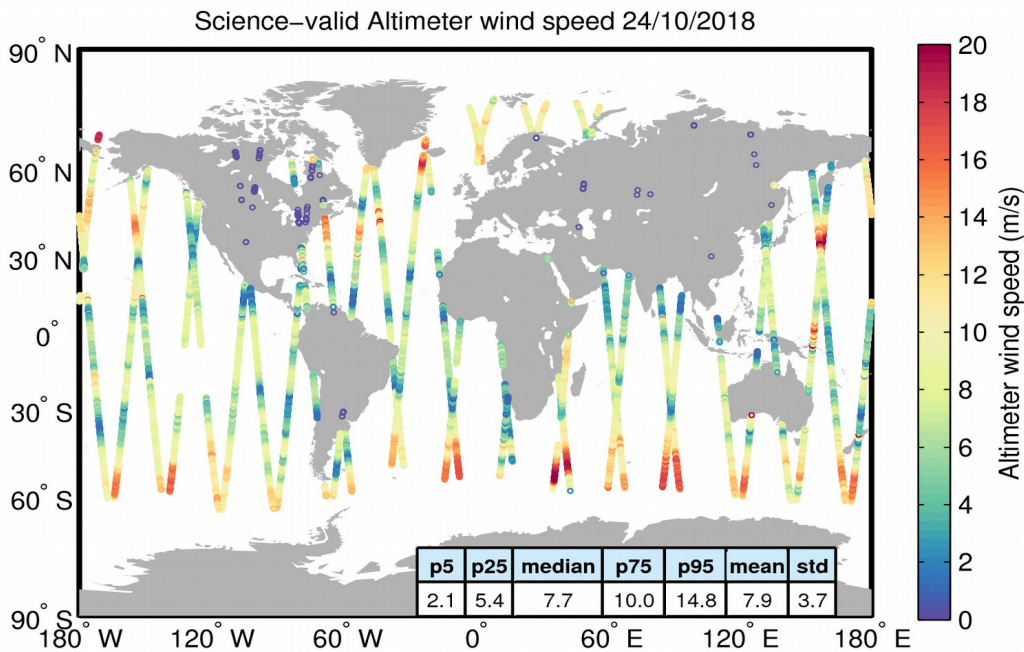 Science−valid Altimeter wind speed 24/10/2018
90° N
60° N
30° N
0°
30° S
60° S
90° S
180° W
120° W
60° W
0°
60° E
120° E
180° E
p5 p25 median p75 p95 mean std
2.1 5.4 7.7 10.0 14.8 7.9 3.7
20
18
16
14
12
10
8
6
4
2
0
Altimeter wind speed (m/s)